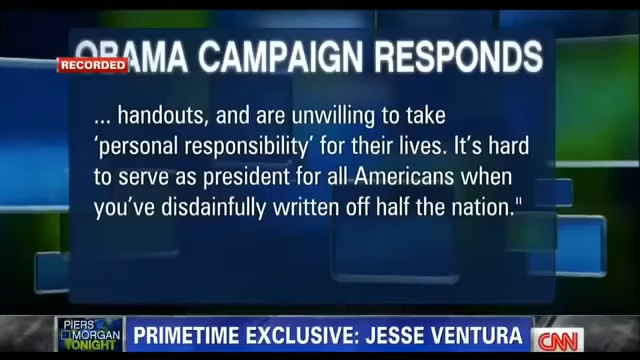 OBAMA CAMPAIGN RESPONDS
RECORDED
... handouts, and are unwilling to take
‘personal responsibility’ for their lives. It’s hard
to serve as president for all Americans when
you’ve disdainfully written off half the nation."
PIERS
MORGAN
TONIGHT
PRIMETIME EXCLUSIVE: JESSE VENTURA
CNN